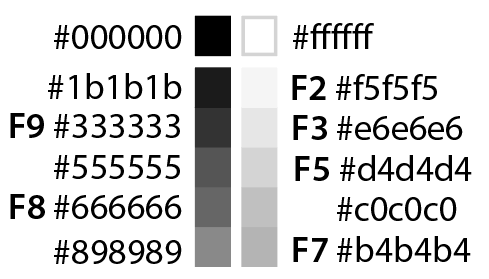 #000000 #ffffff
#1b1b1b F2 #f5f5f5
F9 #333333 F3 #e6e6e6
#555555 F5 #d4d4d4
F8 #666666 #c0c0c0
#898989 F7 #b4b4b4